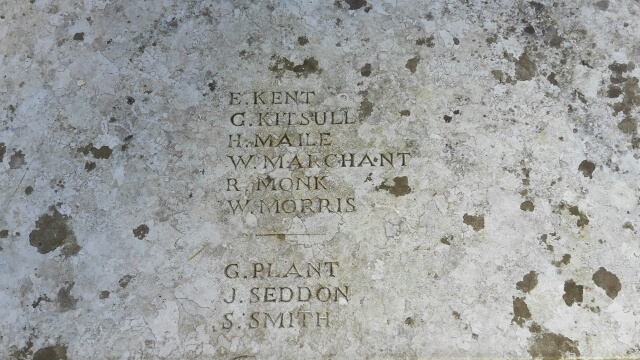 E. KENT
C. KITSULL
H. MAILE
W. MARCHANT
R. MONK
W. MORRIS
G. PLANT
J. SEDDON
S. SMITH